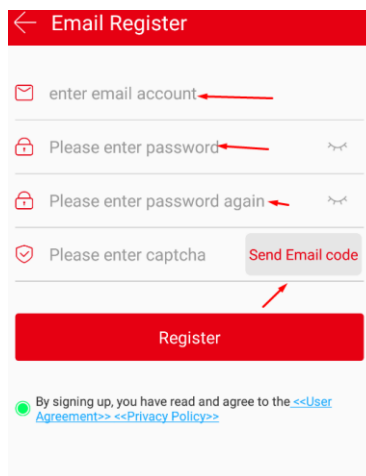 Email Register
enter email account
Please enter password
Please enter password again
Please enter captcha Send Email code
Register
By signing up, you have read and agree to the <<User
Agreement>> <<Privacy Policy>>